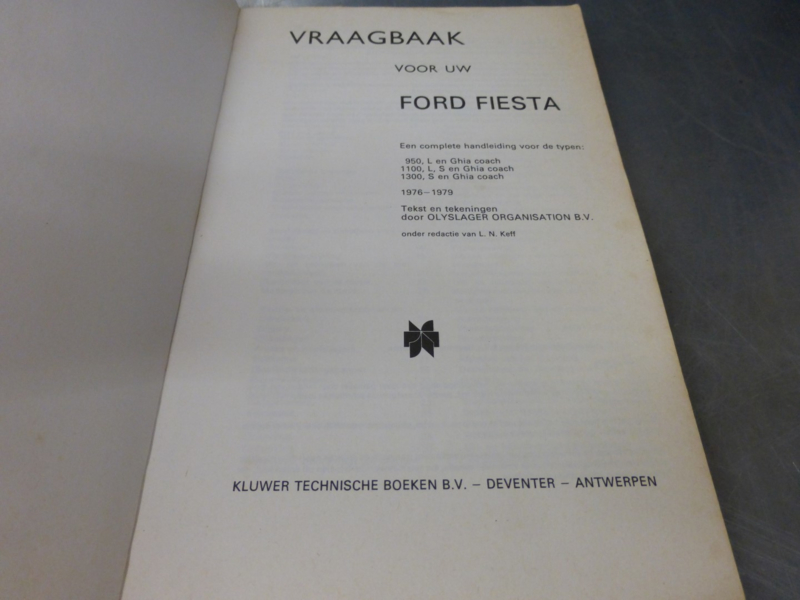 VRAAGBAAK
VOOR UW
FORD FIESTA
Een complete handleiding voor de typen:
950, L en Ghia coach
1100, L, S en Ghia coach
1300, S en Ghia coach
1976-1979
Tekst en tekeningen
door OLYSLAGER ORGANISATION B.V.
onder redactie van L. N. Keff
KLUWER TECHNISCHE BOEKEN B.V. – DEVENTER – ANTWERPEN